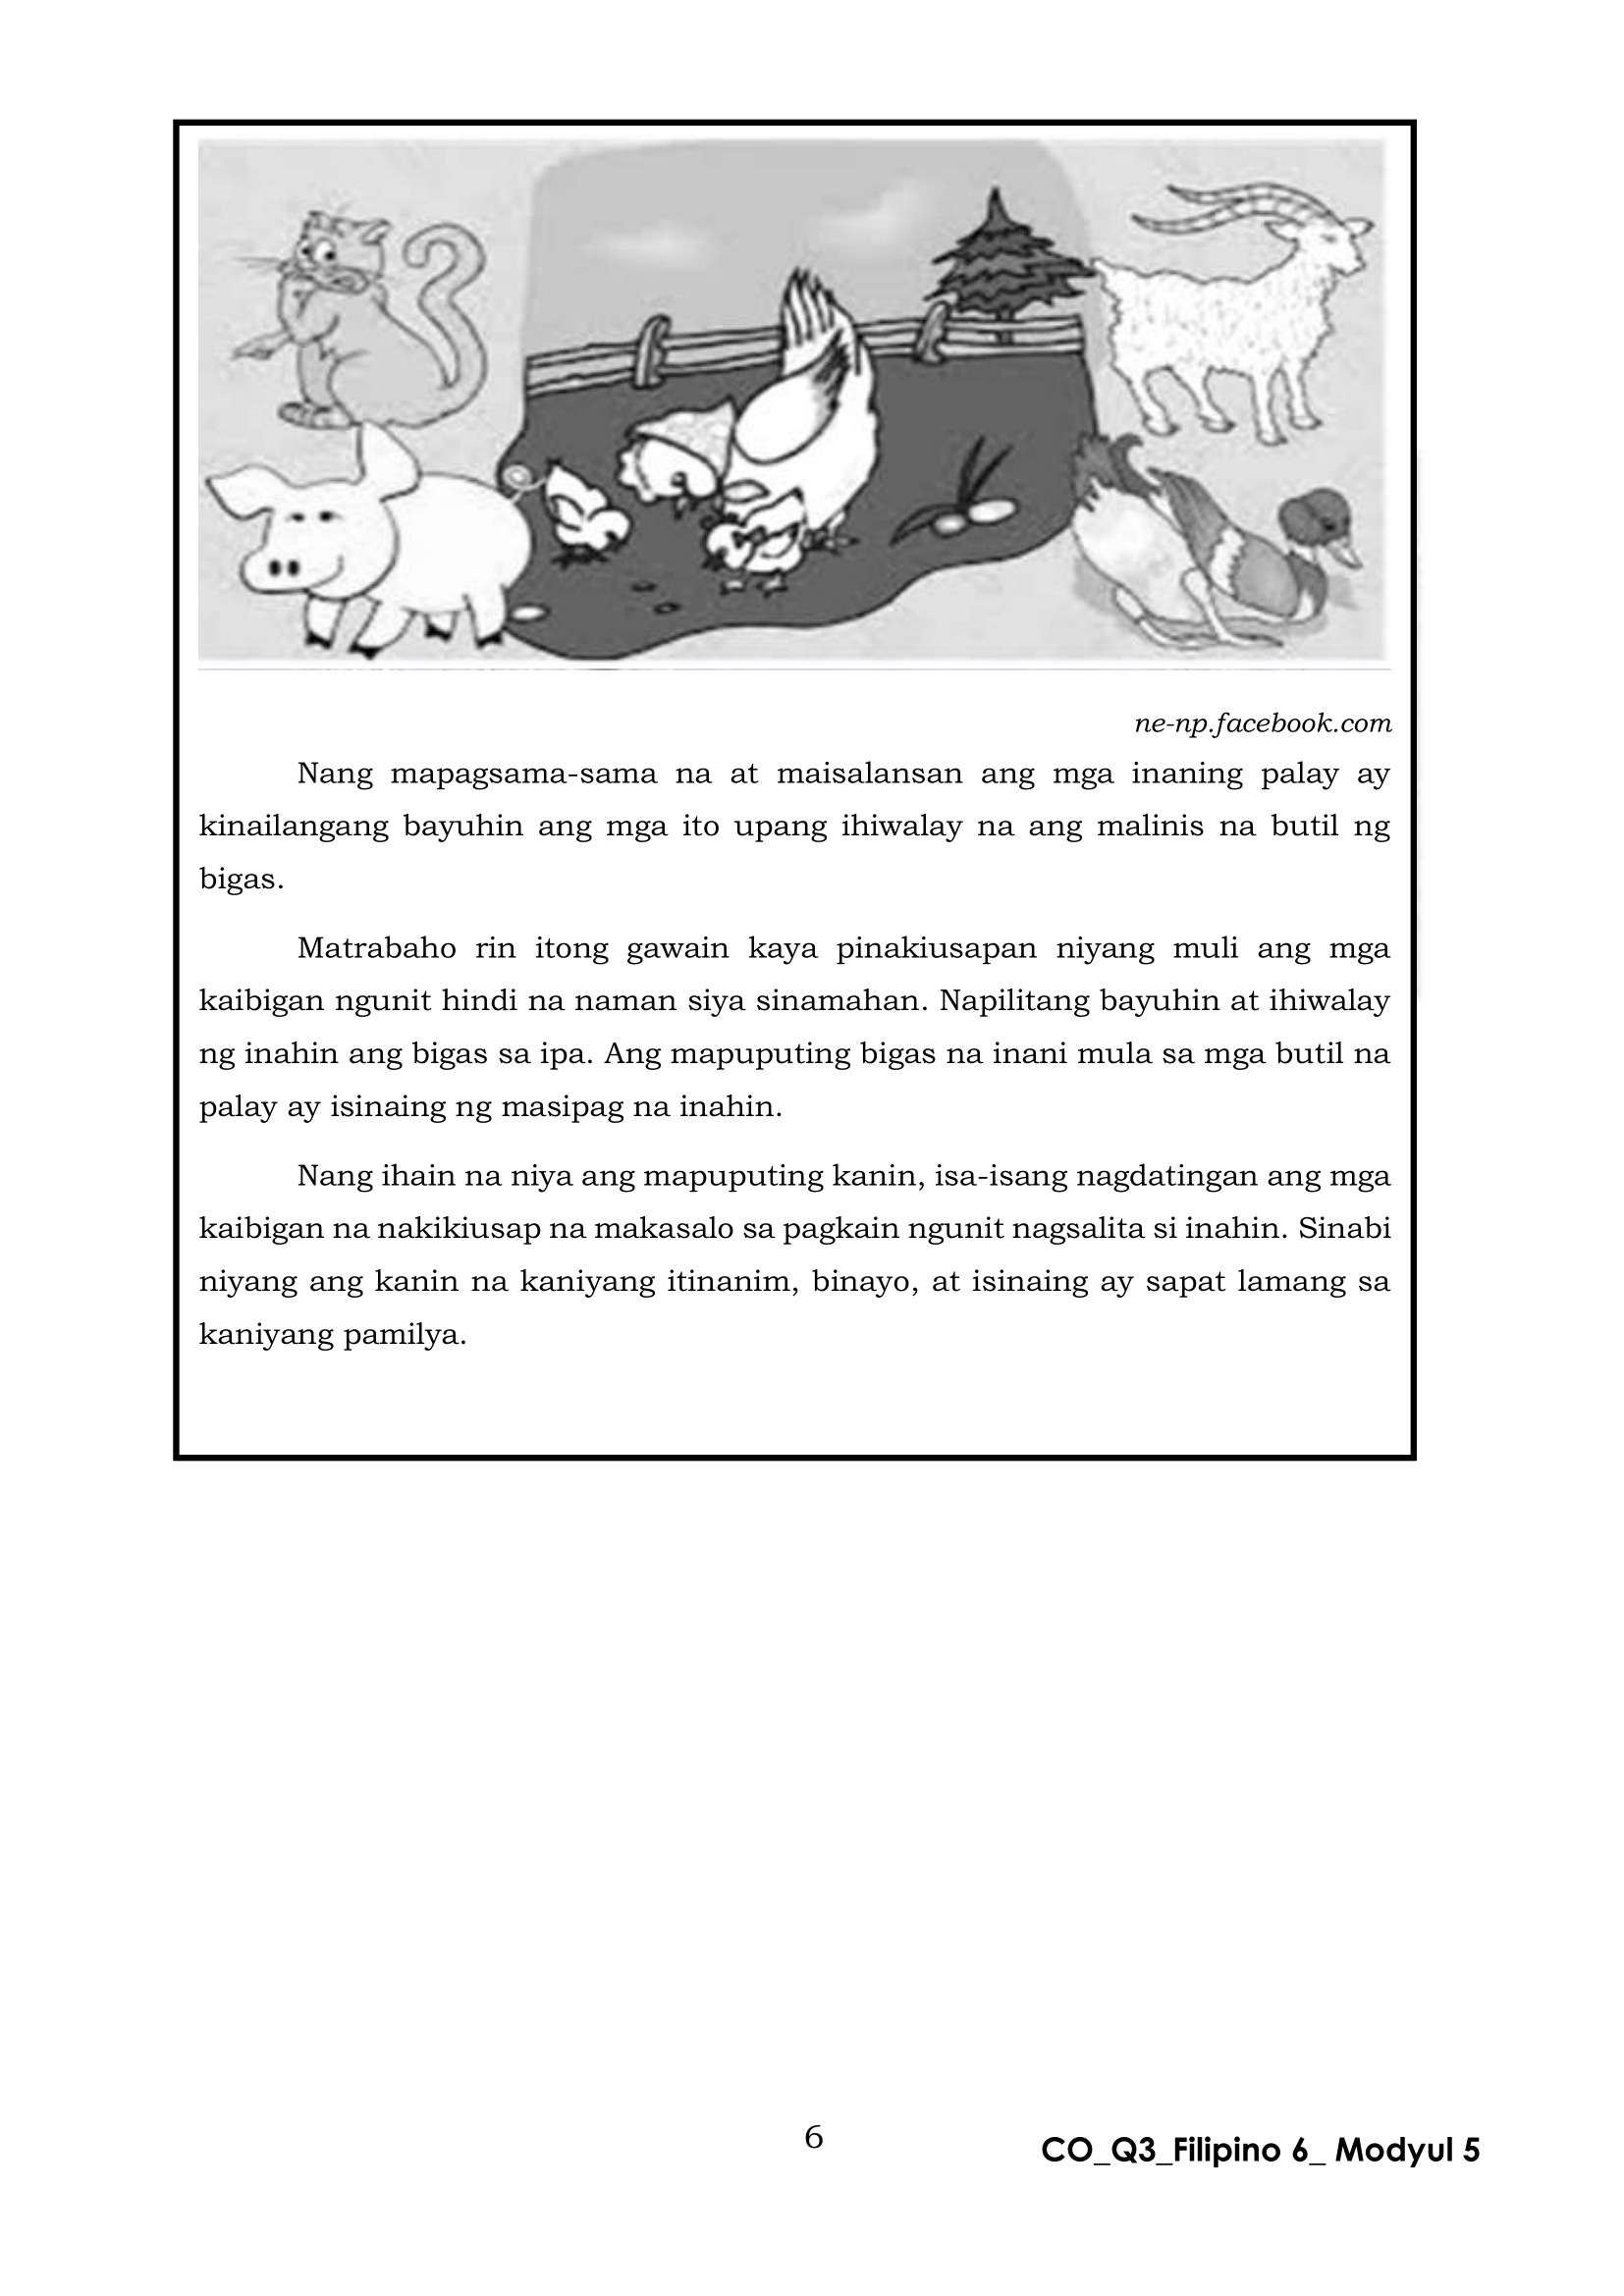 ne-np.facebook.com
Nang mapagsama-sama na at maisalansan ang mga inaning palay ay
kinailangang bayuhin ang mga ito upang ihiwalay na ang malinis na butil ng
bigas.
Matrabaho rin itong gawain kaya pinakiusapan niyang muli ang mga
kaibigan ngunit hindi na naman siya sinamahan. Napilitang bayuhin at ihiwalay
ng inahin ang bigas sa ipa. Ang mapuputing bigas na inani mula sa mga butil na
palay ay isinaing ng masipag na inahin.
Nang ihain na niya ang mapuputing kanin, isa-isang nagdatingan ang mga
kaibigan na nakikiusap na makasalo sa pagkain ngunit nagsalita si inahin. Sinabi
niyang ang kanin na kaniyang itinanim, binayo, at isinaing ay sapat lamang sa
kaniyang pamilya.
6
CO_Q3_Filipino 6_ Modyul 5